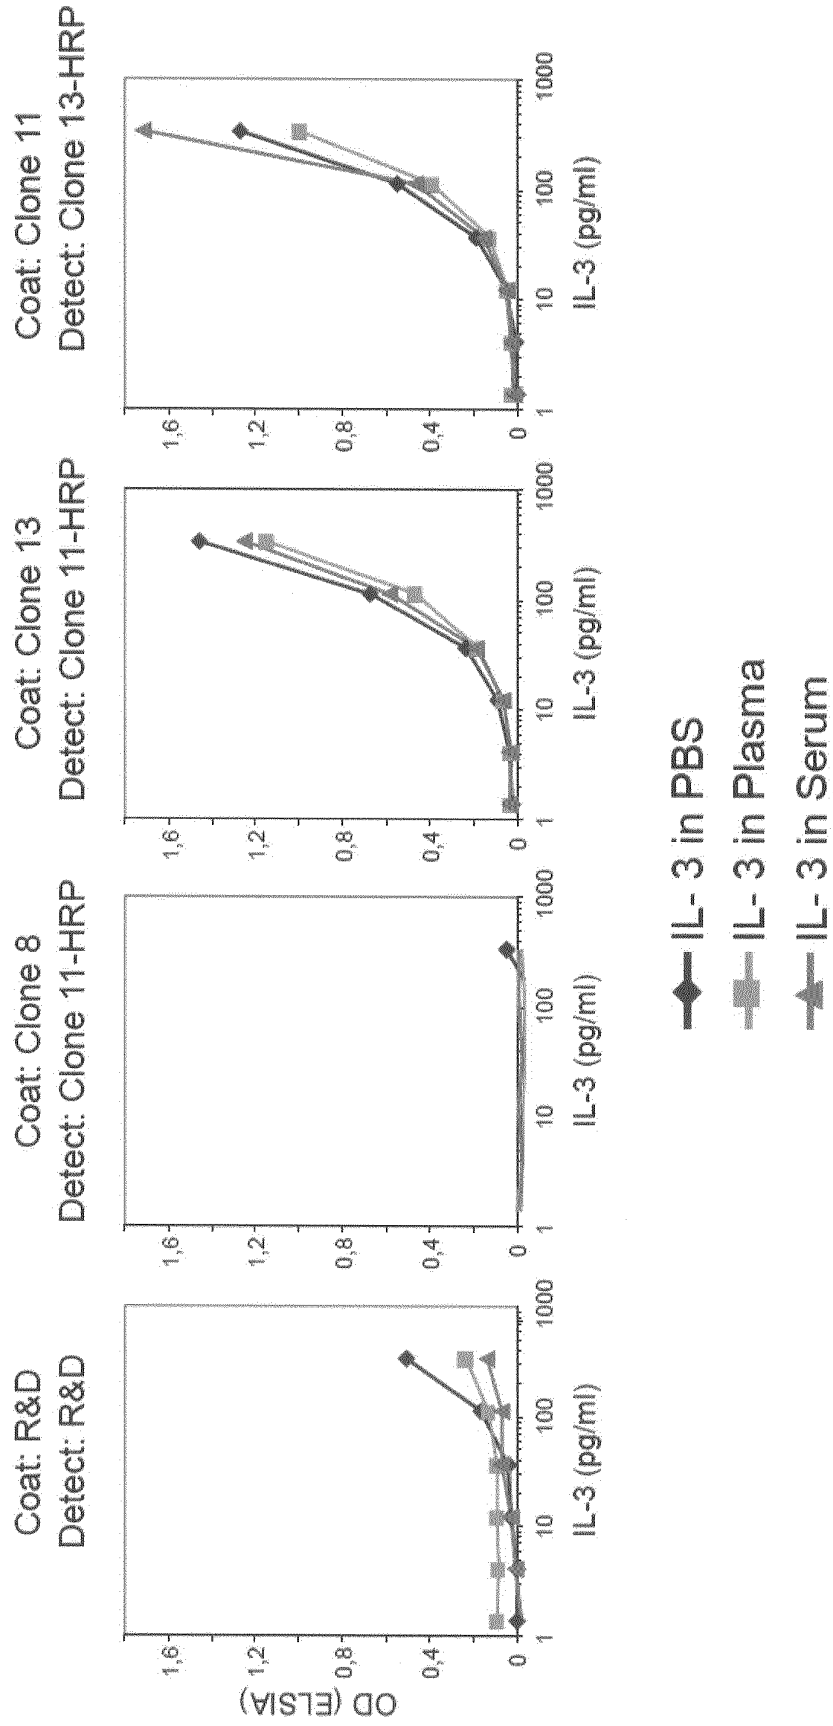 Coat: R&D
Detect: R&D
OD (ELSIA)
1,6
1,2
0,8
0,4
0
1
10
100
1000
IL-3 (pg/ml)
Coat: Clone 8
Detect: Clone 11-HRP
1,6
1,2
0,8
0,4
0
1
10
100
1000
IL-3 (pg/ml)
Coat: Clone 13
Detect: Clone 11-HRP
1,6
1,2
0,8
0,4
0
1
10
100
1000
IL-3 (pg/ml)
Coat: Clone 11
Detect: Clone 13-HRP
1,6
1,2
0,8
0,4
0
1
10
100
1000
IL-3 (pg/ml)
IL- 3 in PBS
IL- 3 in Plasma
IL- 3 in Serum